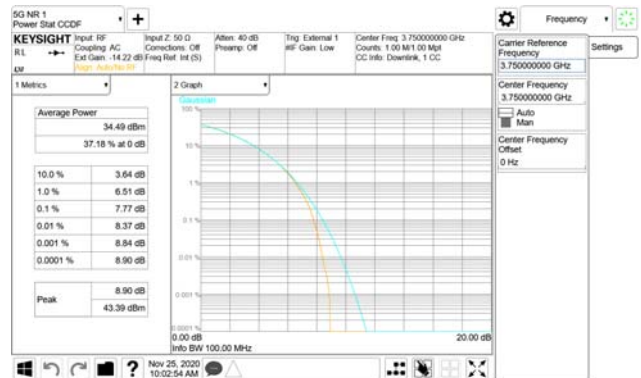 5G NR 1
Power Stat CCDF
Frequency
KEYSIGHT
RL
Input: RF
Coupling: AC
Ext Gain: -14.22 dB
Align: Auto/No RF
Input Z: 50 Ω
Corrections: Off
Freq Ref: Int (S)
Atten: 40 dB
Preamp: Off
Trig: External 1
#IF Gain: Low
Center Freq: 3.750000000 GHz
Counts: 1.00 M/1.00 Mpt
CC Info: Downlink, 1 CC
Carrier Reference
Frequency
3.750000000 GHz
Settings
Center Frequency
3.750000000 GHz
Auto
Man
Center Frequency
Offset
0 Hz
1 Metrics
Average Power
34.49 dBm
37.18 % at 0 dB
10.0 % 3.64 dB
1.0 % 6.51 dB
0.1 % 7.77 dB
0.01 % 8.37 dB
0.001 % 8.84 dB
0.0001 % 8.90 dB
Peak
8.90 dB
43.39 dBm
2 Graph
Gaussian
100 %
10 %
1 %
0.1 %
0.01 %
0.001 %
0.0001 %
0.00 dB
20.00 dB
Info BW 100.00 MHz
?
Nov 25, 2020
10:02:54 AM